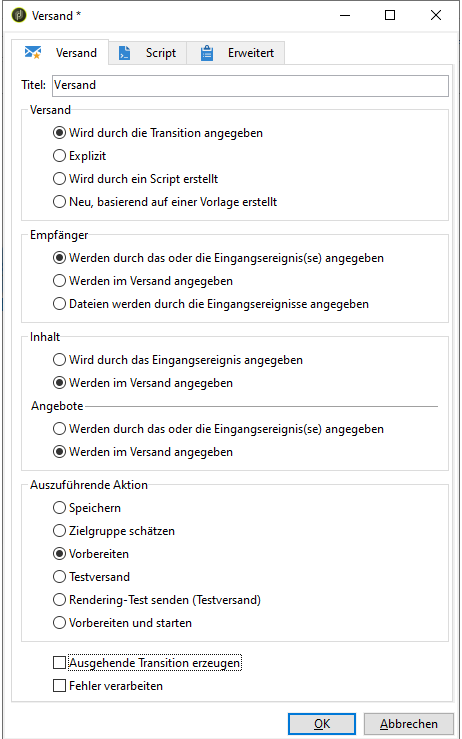 Versand *
Versand Script Erweitert
Titel: Versand
Versand
Wird durch die Transition angegeben
Explizit
Wird durch ein Script erstellt
Neu, basierend auf einer Vorlage erstellt
Empfänger
Werden durch das oder die Eingangsereignis(se) angegeben
Werden im Versand angegeben
Dateien werden durch die Eingangsereignisse angegeben
Inhalt
Wird durch das Eingangsereignis angegeben
Werden im Versand angegeben
Angebote
Werden durch das oder die Eingangsereignis(se) angegeben
Werden im Versand angegeben
Auszuführende Aktion
Speichern
Zielgruppe schätzen
Vorbereiten
Testversand
Rendering-Test senden (Testversand)
Vorbereiten und starten
Ausgehende Transition erzeugen
Fehler verarbeiten
OK Abbrechen